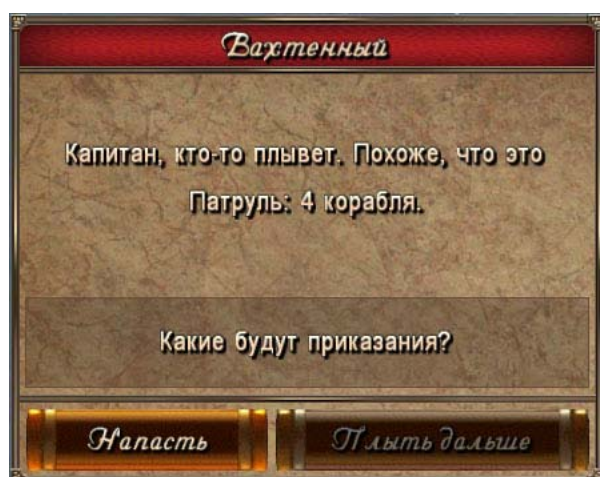 Вахтенный
Капитан, кто-то плывет. Похоже, что это
Патруль: 4 корабля.
Какие будут приказания?
Напасть
Плыть дальше